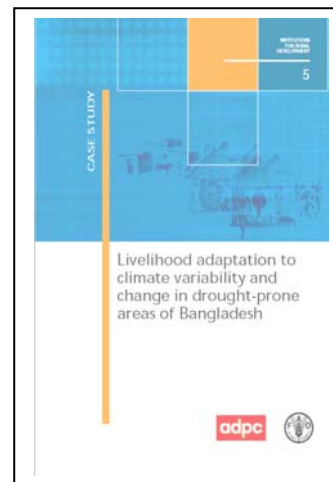 INSTITUTIONS
FOR RURAL
DEVELOPMENT
5
CASE STUDY
Livelihood adaptation to
climate variability and
change in drought-prone
areas of Bangladesh
adpc